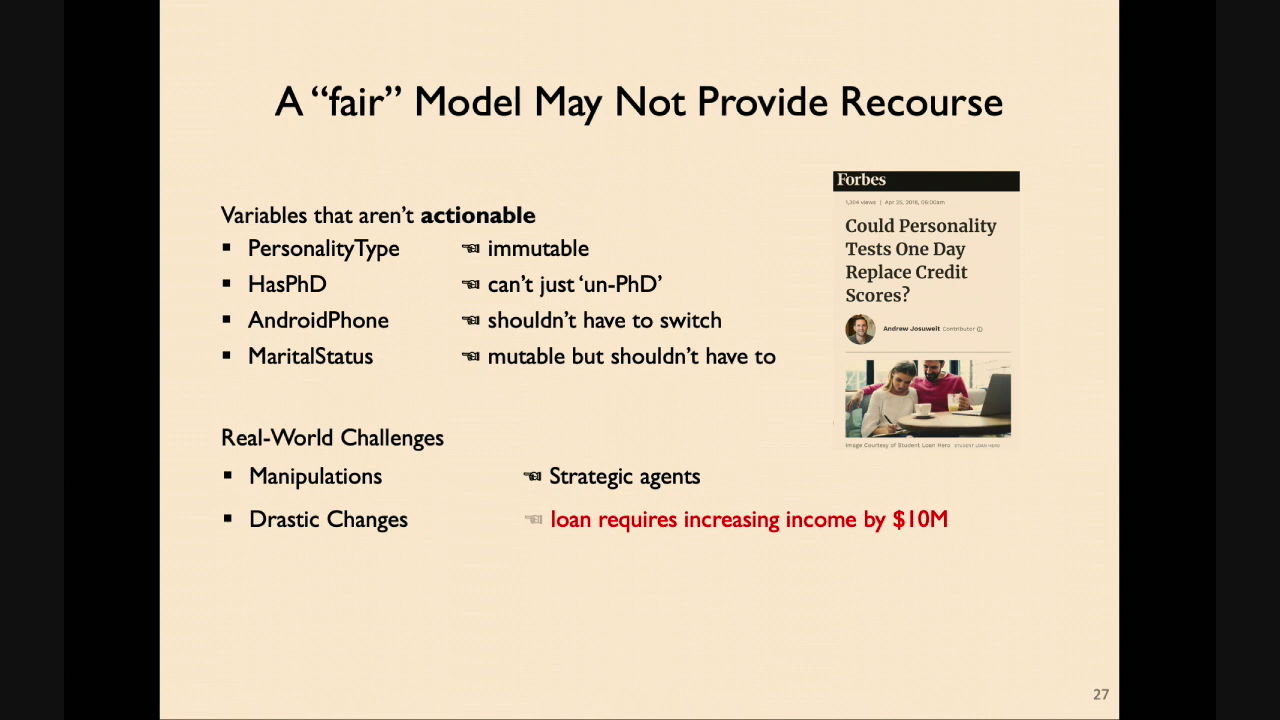 A “fair” Model May Not Provide Recourse
Variables that aren’t actionable
▪ PersonalityType ☜ immutable
▪ HasPhD ☜ can’t just ‘un-PhD’
▪ AndroidPhone ☜ shouldn’t have to switch
▪ MaritalStatus ☜ mutable but shouldn’t have to
Real-World Challenges
▪ Manipulations ☜ Strategic agents
▪ Drastic Changes ☜ loan requires increasing income by $10M
Forbes
1,204 views | Apr 25, 2018, 06:00am
Could Personality
Tests One Day
Replace Credit
Scores?
Andrew Josuweit Contributor
Image Courtesy of Student Loan Hero STUDENT LOAN HERO
27